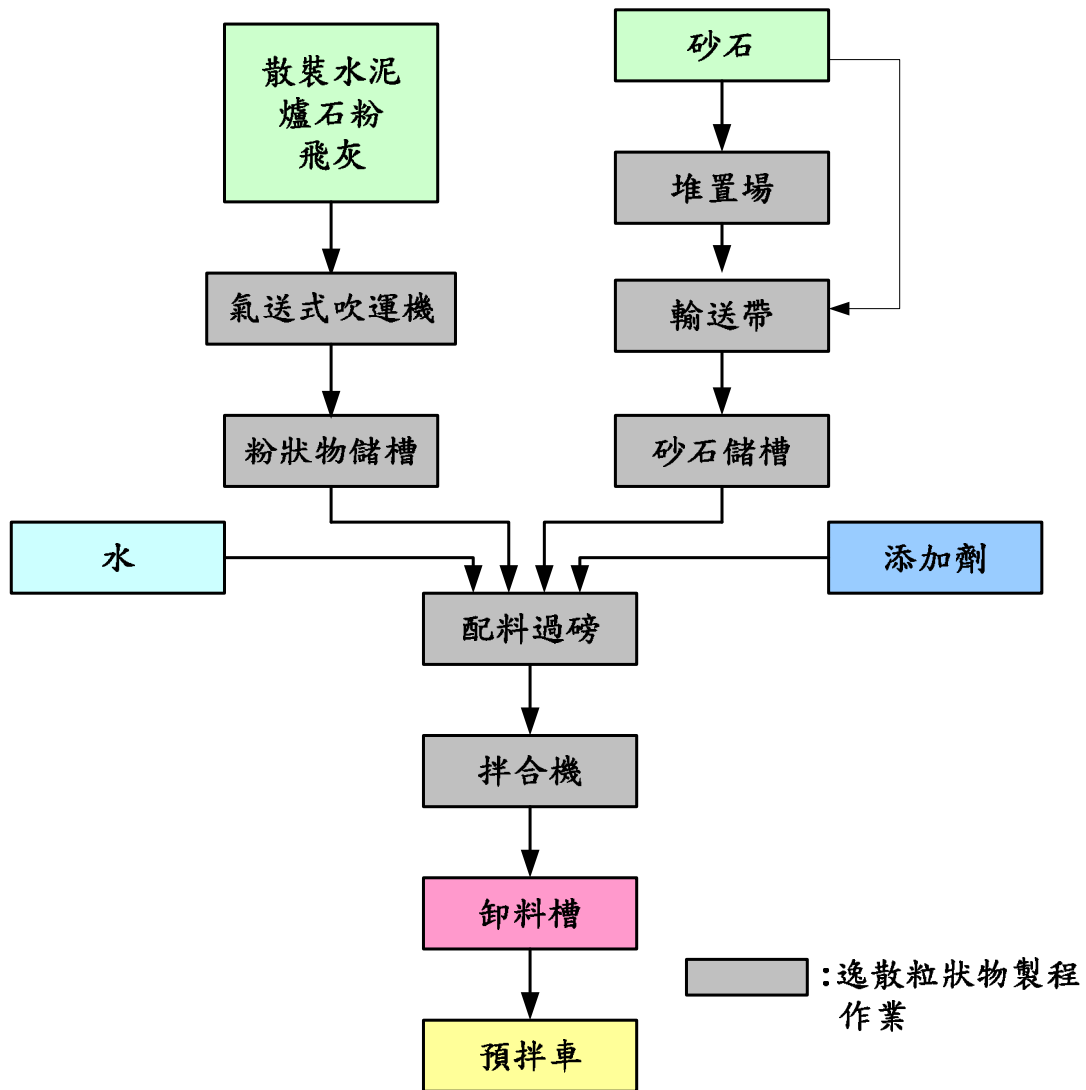 散裝水泥
爐石粉
飛灰
砂石
堆置場
氣送式吹運機
輸送帶
粉狀物儲槽
砂石儲槽
水
添加劑
配料過磅
拌合機
卸料槽
:逸散粒狀物製程
作業
預拌車